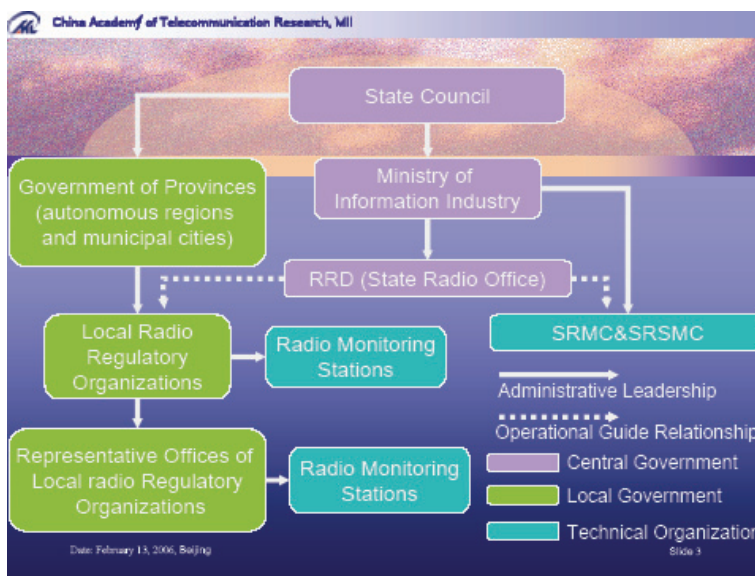 China Academy of Telecommunication Research, MII
State Council
Government of Provinces
(autonomous regions
and municipal cities)
Ministry of
Information Industry
RRD (State Radio Office)
Local Radio
Regulatory
Organizations
Radio Monitoring
Stations
SRMC&SRSMC
Administrative Leadership
Operational Guide Relationship
Representative Offices of
Local radio Regulatory
Organizations
Radio Monitoring
Stations
Central Government
Local Government
Technical Organization
Date: February 13, 2006, Beijing
Slide 3